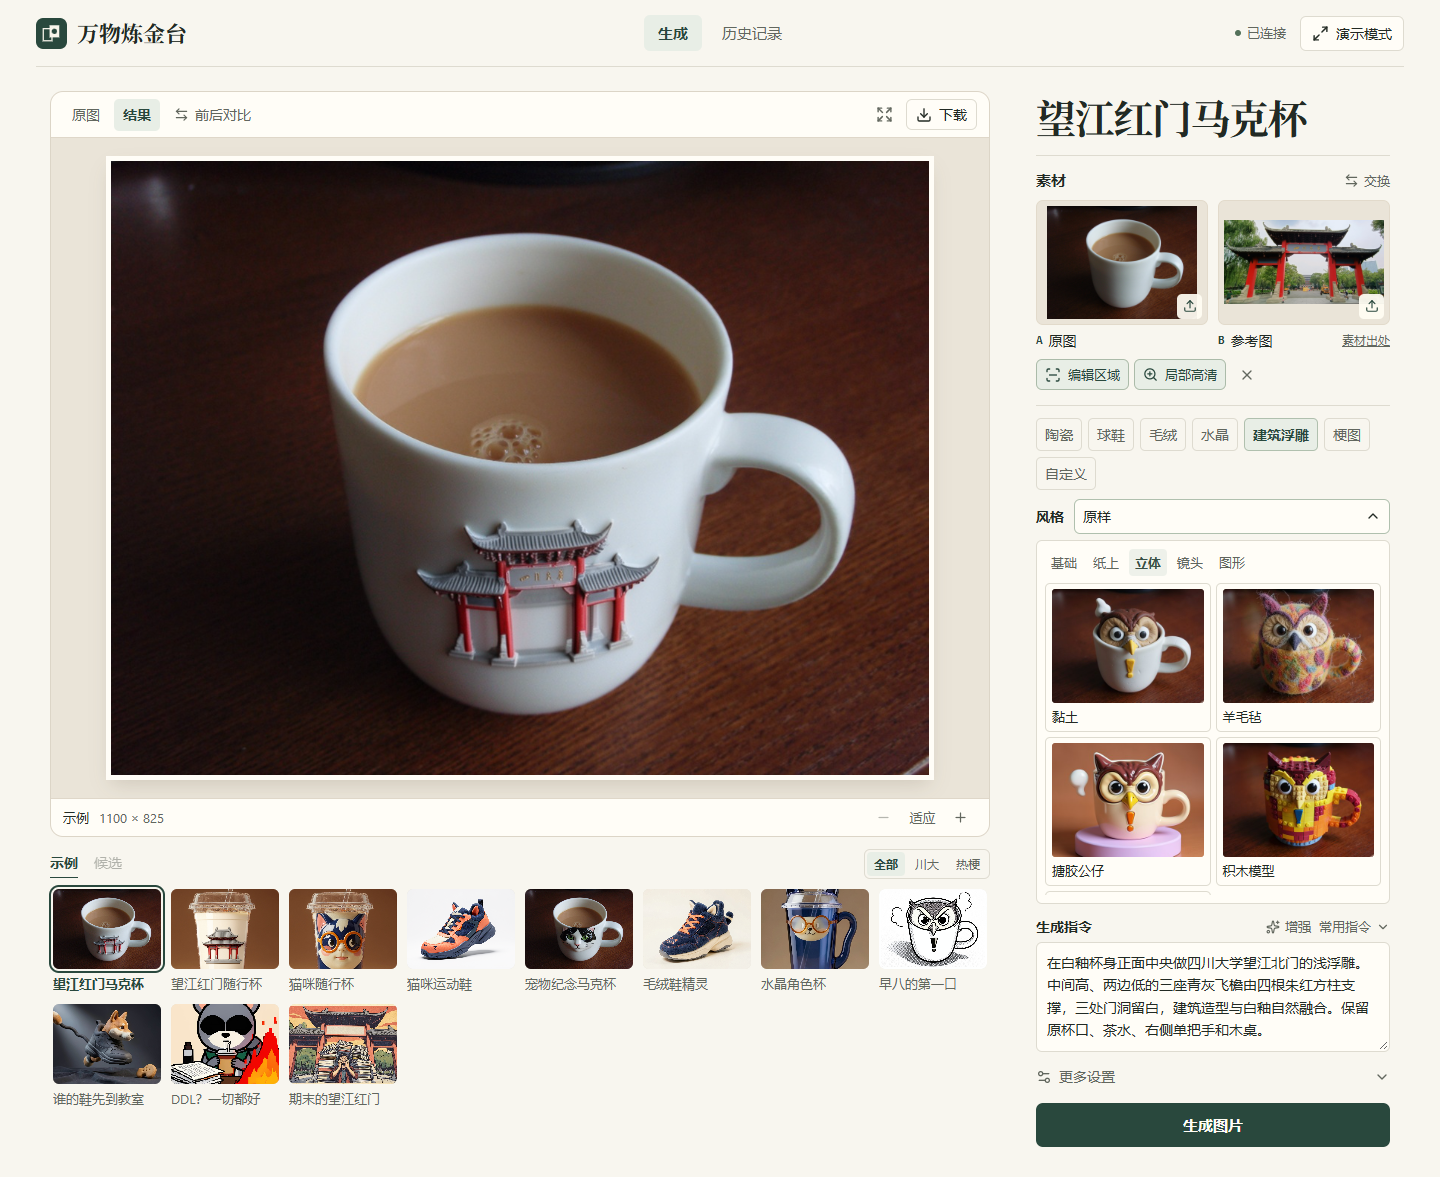 万物炼金台
生成
历史记录
已连接
演示模式
原图
结果
前后对比
下载
示例
1100 × 825
适应
示例
候选
全部
川大
热梗
望江红门马克杯
望江红门随行杯
猫咪随行杯
猫咪运动鞋
宠物纪念马克杯
毛绒鞋精灵
水晶角色杯
早八的第一口
谁的鞋先到教室
DDL？一切都好
期末的望江红门
望江红门马克杯
素材
交换
A 原图
B 参考图
素材出处
编辑区域
局部高清
陶瓷
球鞋
毛绒
水晶
建筑浮雕
梗图
自定义
风格
原样
基础
纸上
立体
镜头
图形
黏土
羊毛毡
搪胶公仔
积木模型
生成指令
增强
常用指令
在白釉杯身正面中央做四川大学望江北门的浅浮雕。
中间高、两边低的三座青灰飞檐由四根朱红方柱支
撑，三处门洞留白，建筑造型与白釉自然融合。保留
原杯口、茶水、右侧单把手和木桌。
更多设置
生成图片